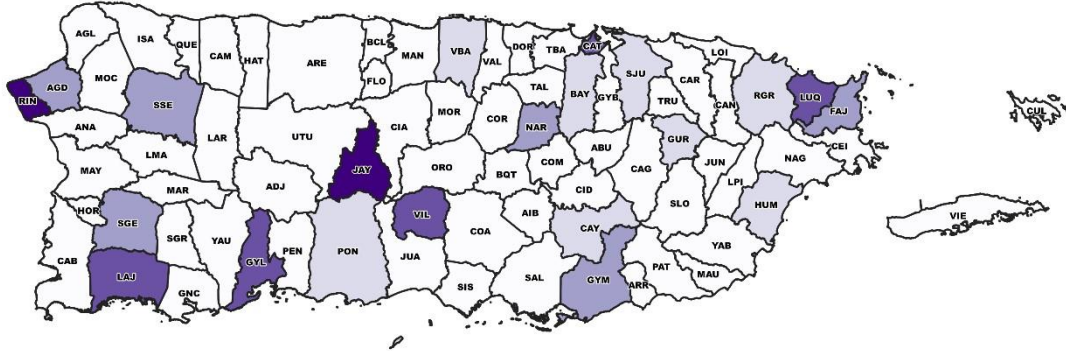 AGL
ISA
QUE
CAM
HAT
ARE
BCL
MAN
VBA
VAL
DOR
TBA
CAT
SJU
LOI
CAR
RGR
LUQ
FAJ
CUL
RIN
AGD
MOC
SSE
FLO
TAL
BAY
GYB
TRU
CAN
ANA
LAR
UTU
CIA
MOR
COR
NAR
ABU
GUR
CEI
MAY
LMA
MAR
ADJ
JAY
ORO
BQT
COM
CID
CAG
JUN
LPI
NAG
HOR
SGE
SGR
YAU
GYL
PEN
PON
VIL
COA
AIB
CAY
SLO
HUM
VIE
CAB
LAJ
GNC
JUA
SIS
SAL
GYM
ARR
PAT
MAU
YAB